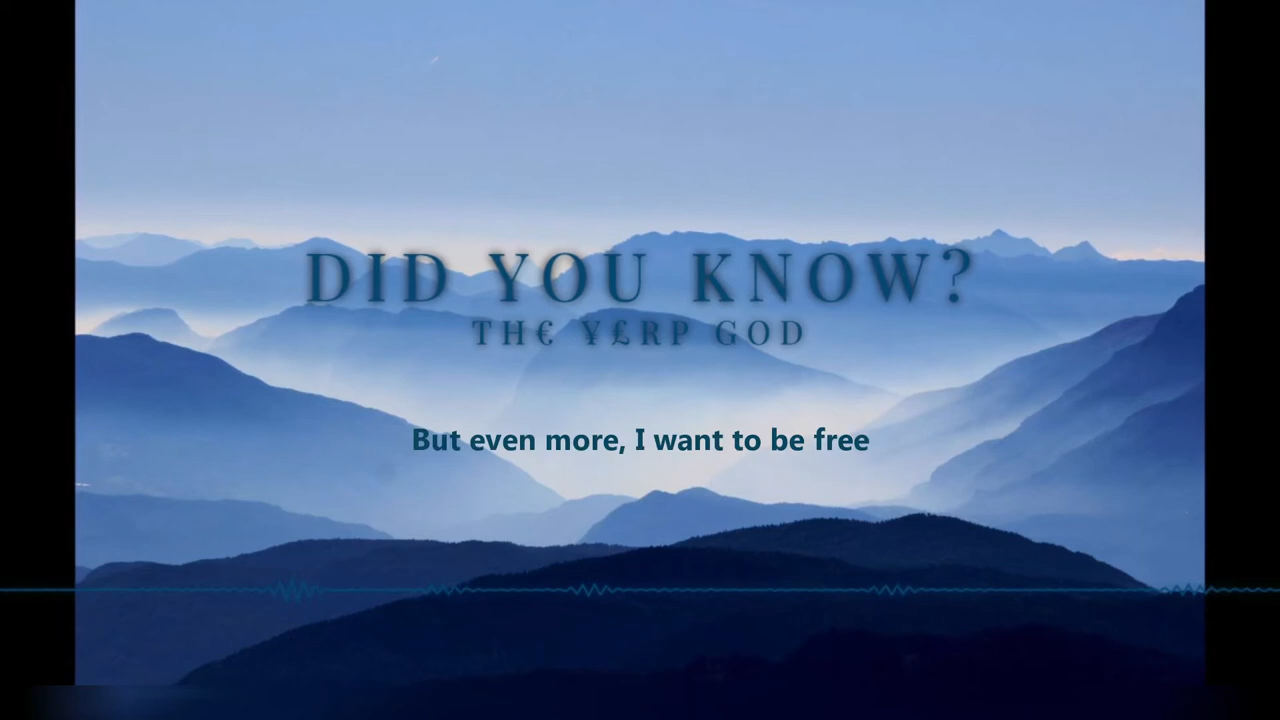 DID YOU KNOW?
TH€ ¥£RP GOD
But even more, I want to be free